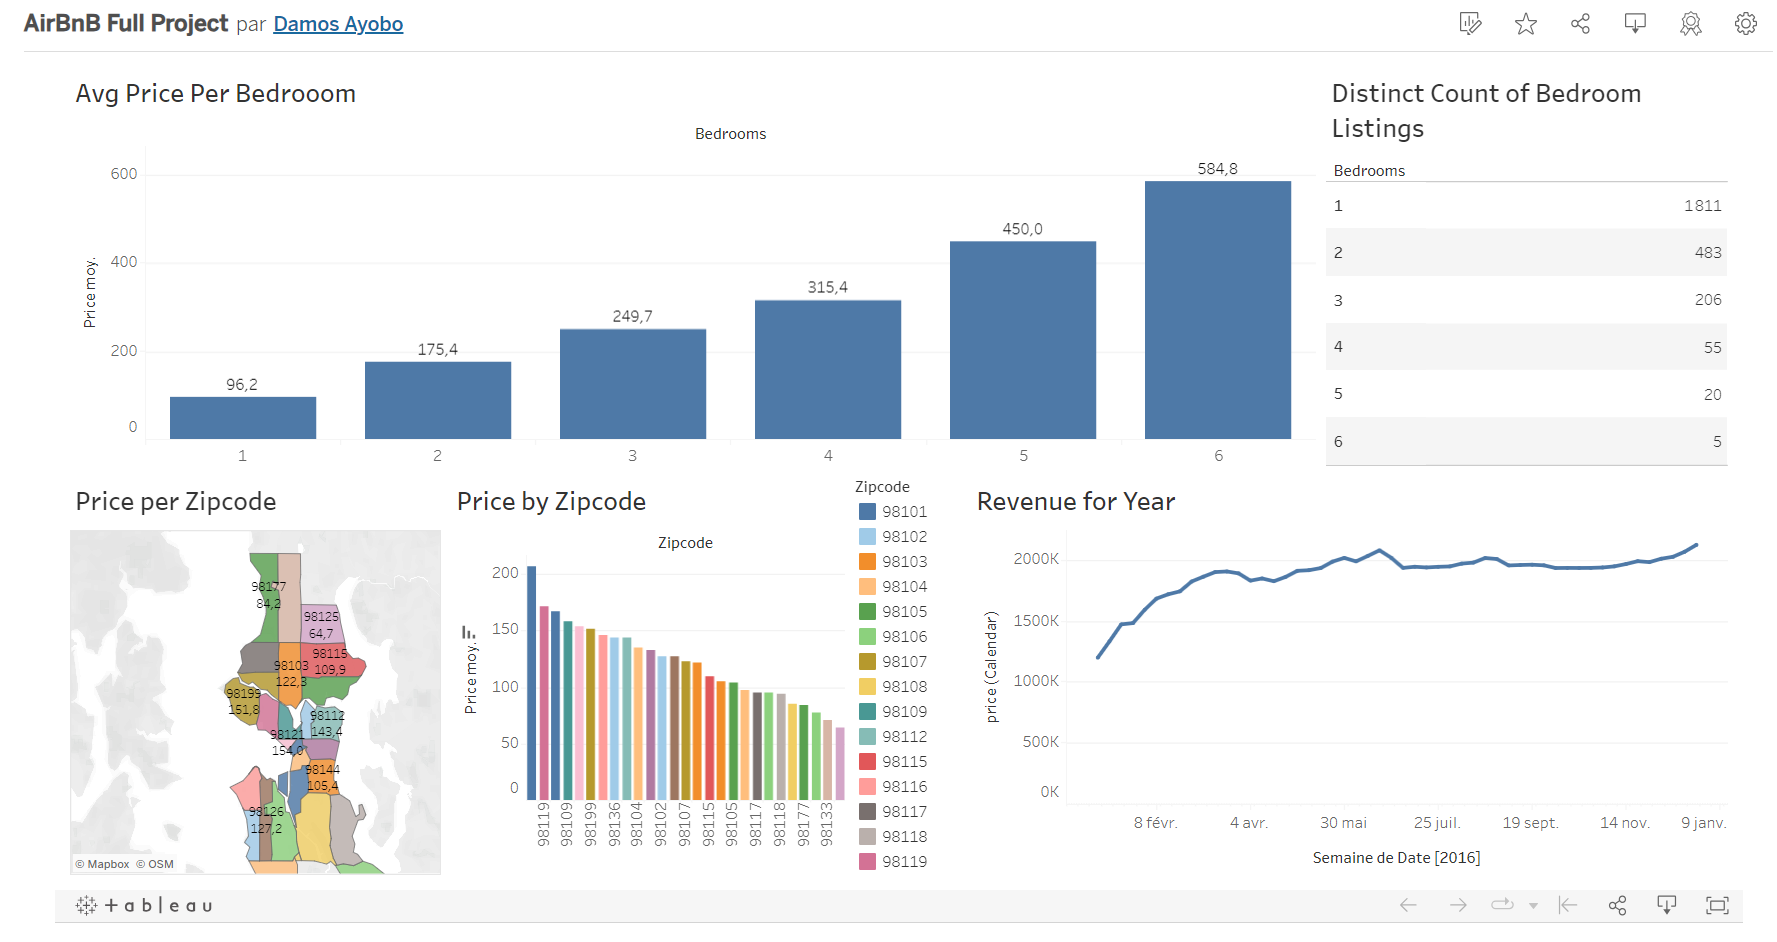 AirBnB Full Project par Damos Ayobo
Avg Price Per Bedrooom
Bedrooms
Price moy.
600
400
200
0
96,2
175,4
249,7
315,4
450,0
584,8
1
2
3
4
5
6
Distinct Count of Bedroom
Listings
Bedrooms
1 1811
2 483
3 206
4 55
5 20
6 5
Price per Zipcode
98177
84,2
98125
64,7
98115
109,9
98103
122,3
98199
151,8
98112
143,4
98121
154,0
98144
105,4
98126
127,2
© Mapbox © OSM
Price by Zipcode
Zipcode
Price moy.
200
150
100
50
0
98119
98109
98199
98136
98104
98102
98107
98115
98105
98117
98118
98177
98133
Zipcode
98101
98102
98103
98104
98105
98106
98107
98108
98109
98112
98115
98116
98117
98118
98119
Revenue for Year
price (Calendar)
2000K
1500K
1000K
500K
0K
8 févr.
4 avr.
30 mai
25 juil.
19 sept.
14 nov.
9 janv.
Semaine de Date [2016]
+ableau